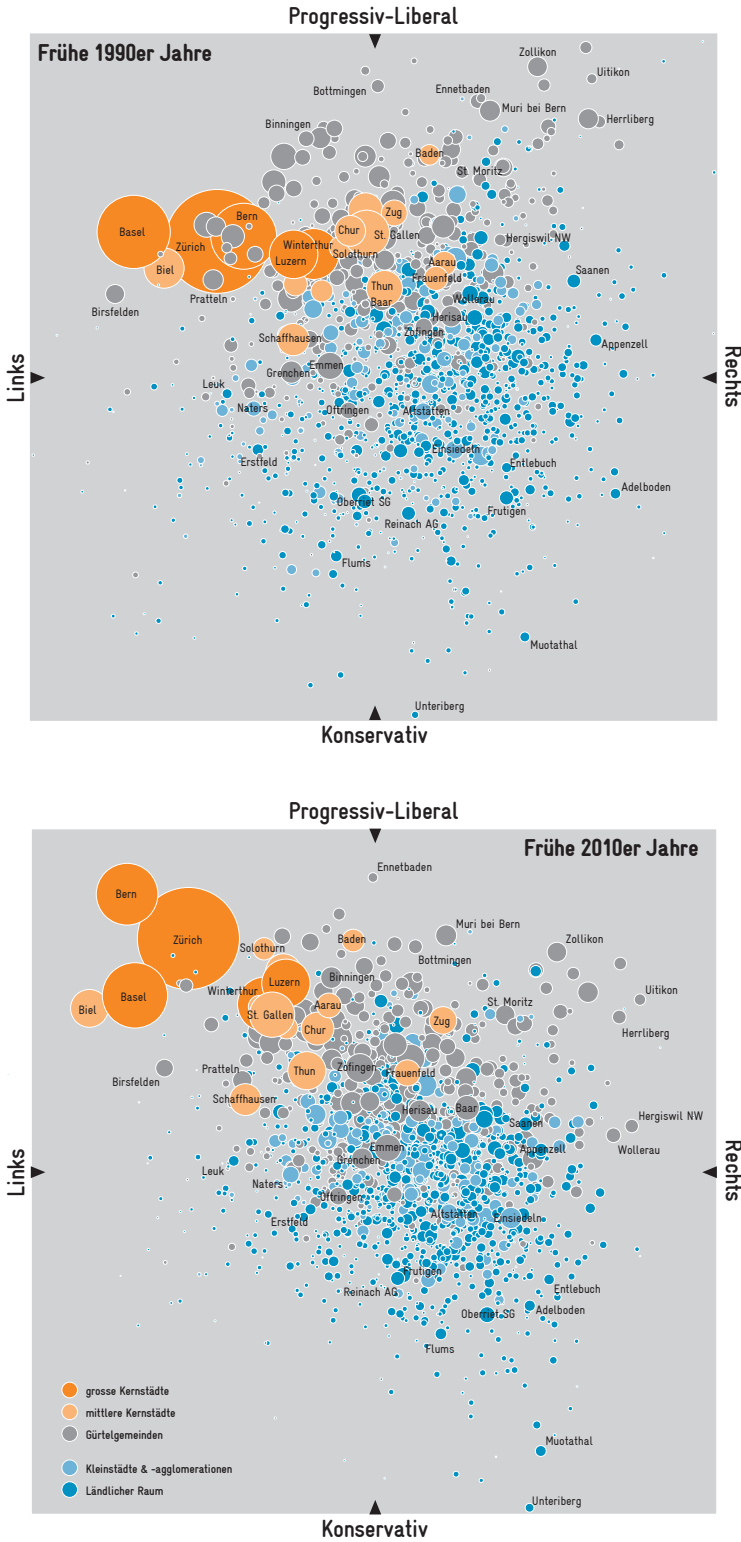 Progressiv-Liberal
Frühe 1990er Jahre
Zollikon
Uitikon
Bottmingen
Ennetbaden
Muri bei Bern
Herrliberg
Binningen
Baden
St. Moritz
Zug
Bern
Basel
Chur
St. Gallen
Zürich
Winterthur
Hergiswil NW
Solothurn
Luzern
Aarau
Biel
Frauenfeld
Saanen
Thun
Pratteln
Baar
Wollerau
Birsfelden
Herisau
Zofingen
Schaffhausen
Appenzell
Emmen
Grenchen
Links
Rechts
Leuk
Naters
Oftringen
Altstätten
Einsiedeln
Erstfeld
Entlebuch
Adelboden
Oberriet SG
Frutigen
Reinach AG
Flums
Muotathal
Unteriberg
Konservativ
Progressiv-Liberal
Frühe 2010er Jahre
Ennetbaden
Bern
Muri bei Bern
Zürich
Baden
Zollikon
Solothurn
Bottmingen
Binningen
Luzern
Winterthur
Uitikon
Basel
St. Moritz
Aarau
Biel
St. Gallen
Zug
Chur
Herrliberg
Pratteln
Zofingen
Thun
Frauenfeld
Birsfelden
Schaffhausen
Baar
Herisau
Hergiswil NW
Saanen
Emmen
Appenzell
Wollerau
Grenchen
Links
Rechts
Leuk
Naters
Oftringen
Altstätten
Einsiedeln
Erstfeld
Frutigen
Reinach AG
Entlebuch
Adelboden
Oberriet SG
Flums
grosse Kernstädte
mittlere Kernstädte
Gürtelgemeinden
Muotathal
Kleinstädte & -agglomerationen
Ländlicher Raum
Unteriberg
Konservativ